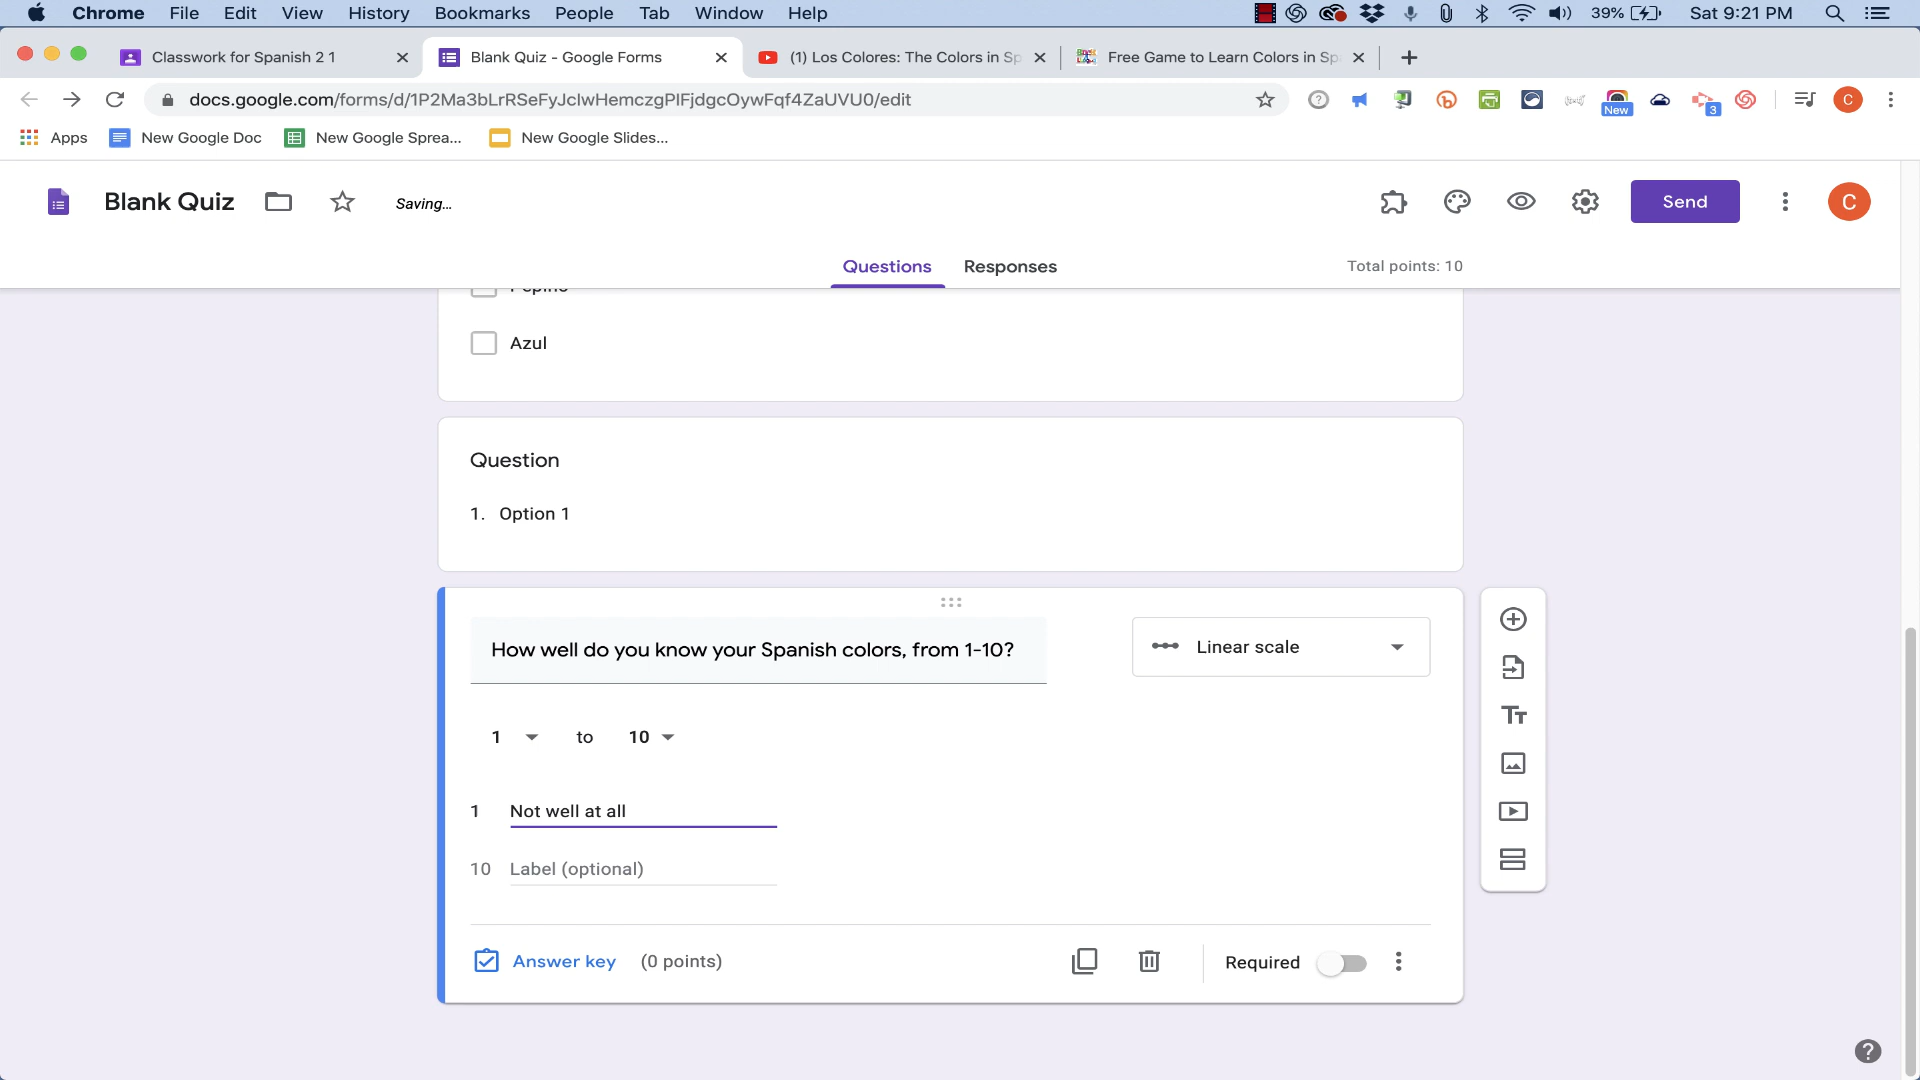 Chrome File Edit View History Bookmarks People Tab Window Help 39% Sat 9:21 PM
Classwork for Spanish 2 1
Blank Quiz - Google Forms
(1) Los Colores: The Colors in Sp
Free Game to Learn Colors in Sp
docs.google.com/forms/d/1P2Ma3bLrRSeFyJclwHemczgPIFjdgcOywFqf4ZaUVU0/edit
New
3
C
Apps New Google Doc New Google Sprea... New Google Slides...
Blank Quiz Saving... Send C
Questions Responses Total points: 10
Pepino
Azul
Question
1. Option 1
How well do you know your Spanish colors, from 1-10? Linear scale
1 to 10
1 Not well at all
10 Label (optional)
Answer key (0 points) Required